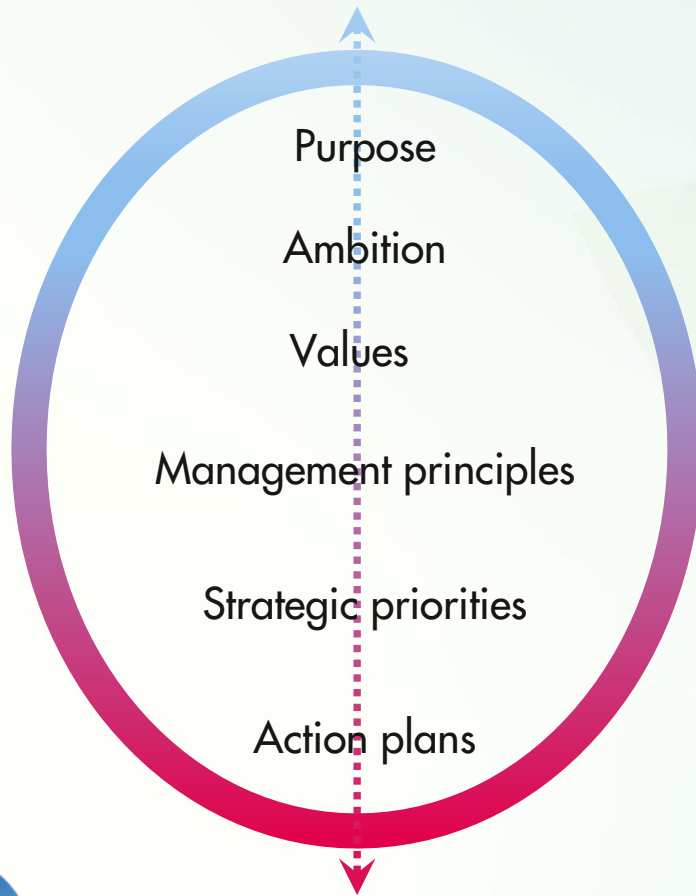 Purpose
Ambition
Values
Management principles
Strategic priorities
Action plans